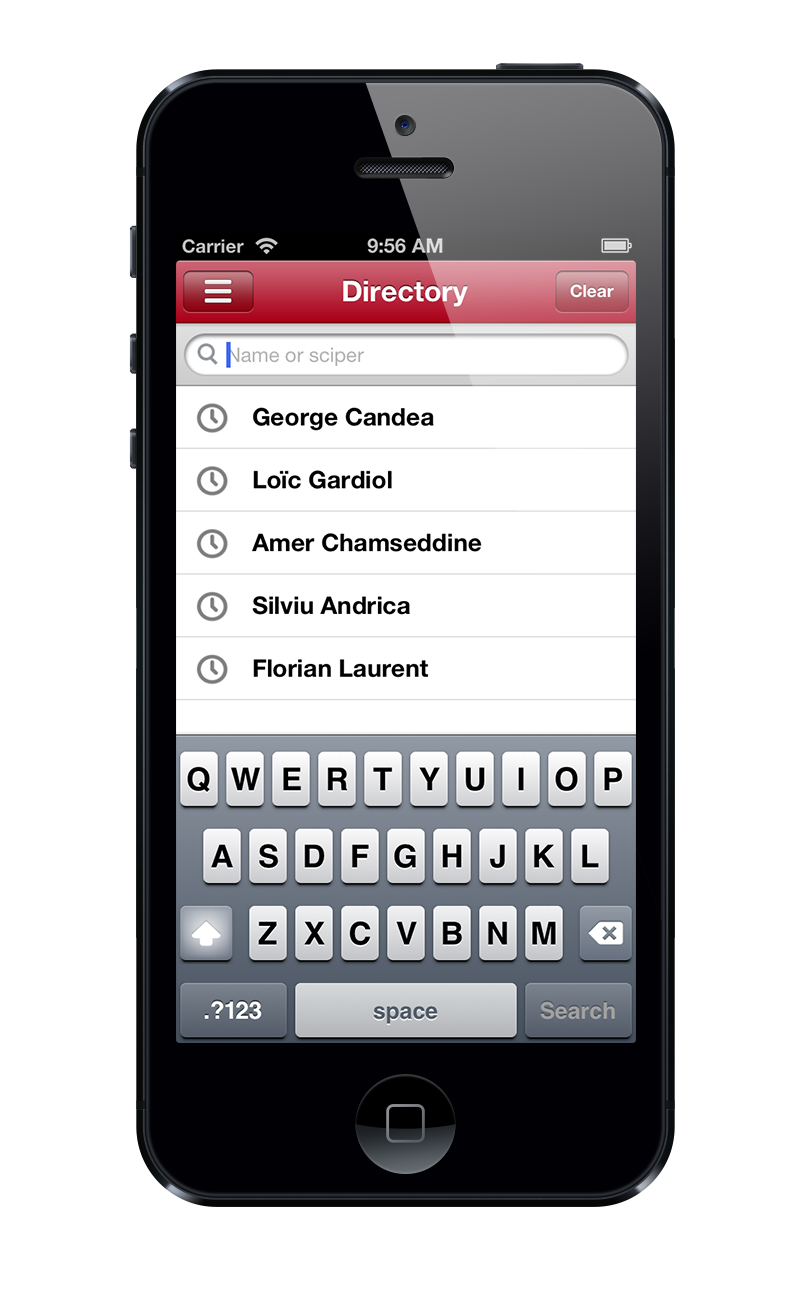 Carrier 9:56 AM
Directory Clear
Name or sciper
George Candea
Loïc Gardiol
Amer Chamseddine
Silviu Andrica
Florian Laurent
Q W E R T Y U I O P
A S D F G H J K L
Z X C V B N M
.?123 space Search